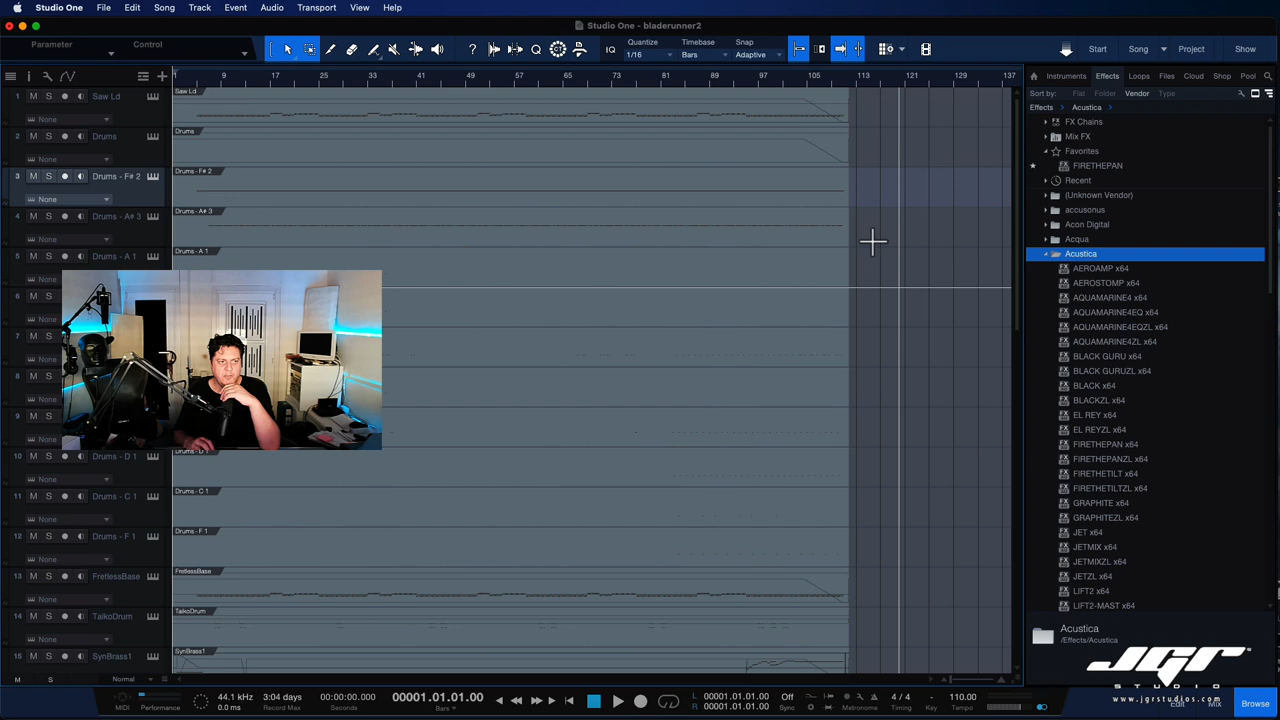 Studio One File Edit Song Track Event Audio Transport View Help
Studio One - bladerunner2
Parameter Control
IQ Quantize 1/16 Timebase Bars Snap Adaptive
Start Song Project Show
1 9 17 25 33 41 49 57 65 73 81 89 97 105 113 121 129 137
Instruments Effects Loops Files Cloud Shop Pool
Sort by: Flat Folder Vendor Type
Effects Acustica
1 M S Saw Ld
None
2 M S Drums
None
3 M S Drums - F# 2
None
4 M S Drums - A# 3
None
5 M S Drums - A 1
None
6 M S
7 M S
None
8 M S
9 M S
10 M S Drums - D 1
None
11 M S Drums - C 1
None
12 M S Drums - F 1
None
13 M S FretlessBase
None
14 M S TaikoDrum
None
15 M S SynBrass1
M S Normal
Saw Ld
Drums
Drums - F# 2
Drums - A# 3
Drums - A 1
Drums - D 1
Drums - C 1
Drums - F 1
FretlessBase
TaikoDrum
SynBrass1
FX Chains
Mix FX
Favorites
FIRETHEPAN
Recent
(Unknown Vendor)
accusonus
Acon Digital
Acqua
Acustica
AEROAMP x64
AEROSTOMP x64
AQUAMARINE4 x64
AQUAMARINE4EQ x64
AQUAMARINE4EQZL x64
AQUAMARINE4ZL x64
BLACK GURU x64
BLACK GURUZL x64
BLACK x64
BLACKZL x64
EL REY x64
EL REYZL x64
FIRETHEPAN x64
FIRETHEPANZL x64
FIRETHETILT x64
FIRETHETILTZL x64
GRAPHITE x64
GRAPHITEZL x64
JET x64
JETMIX x64
JETMIXZL x64
JETZL x64
LIFT2 x64
LIFT2-MAST x64
Acustica
/Effects/Acustica
JGR
STUDIO
www.jgrstudios.com
MIDI Performance
44.1 kHz
0.0 ms
3:04 days
Record Max
00:00:00.000
Seconds
00001.01.01.00
Bars
L 00001.01.01.00
R 00001.01.01.00
Off
Sync
Metronome
4 / 4
Timing
Key
110.00
Tempo
Edit Mix Browse